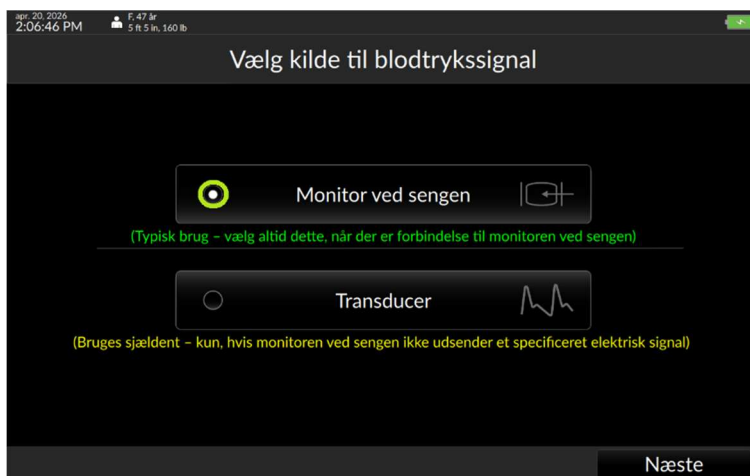 apr. 20, 2026
2:06:46 PM
F, 47 år
5 ft 5 in, 160 lb
Vælg kilde til blodtrykssignal
Monitor ved sengen
(Typisk brug – vælg altid dette, når der er forbindelse til monitoren ved sengen)
Transducer
(Bruges sjældent – kun, hvis monitoren ved sengen ikke udsender et specificeret elektrisk signal)
Næste